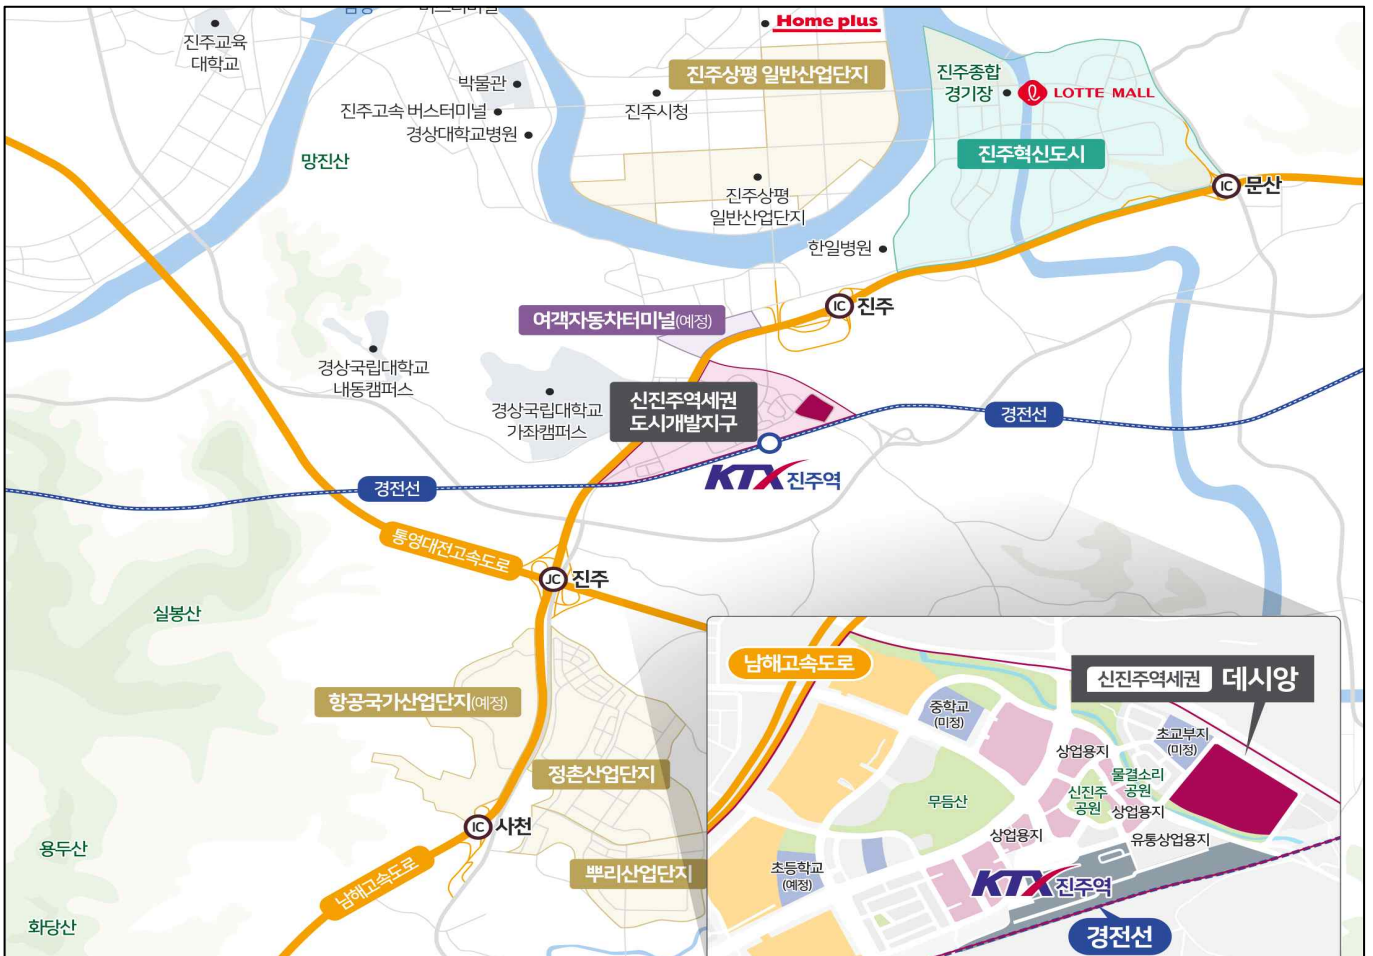 버스터미널
Home plus
진주교육
대학교
진주상평 일반산업단지
진주종합
경기장
LOTTE MALL
박물관
진주고속 버스터미널
경상대학교병원
진주시청
망진산
진주혁신도시
IC 문산
진주상평
일반산업단지
한일병원
IC 진주
여객자동차터미널(예정)
경상국립대학교
내동캠퍼스
경상국립대학교
가좌캠퍼스
신진주역세권
도시개발지구
경전선
KTX 진주역
경전선
통영대전고속도로
JC 진주
실봉산
남해고속도로
신진주역세권 데시앙
항공국가산업단지(예정)
중학교
(미정)
초교부지
(미정)
상업용지
정촌산업단지
물결소리
공원
무듬산
신진주
공원
상업용지
IC 사천
상업용지
유통상업용지
용두산
뿌리산업단지
초등학교
(예정)
남해고속도로
KTX 진주역
화당산
경전선